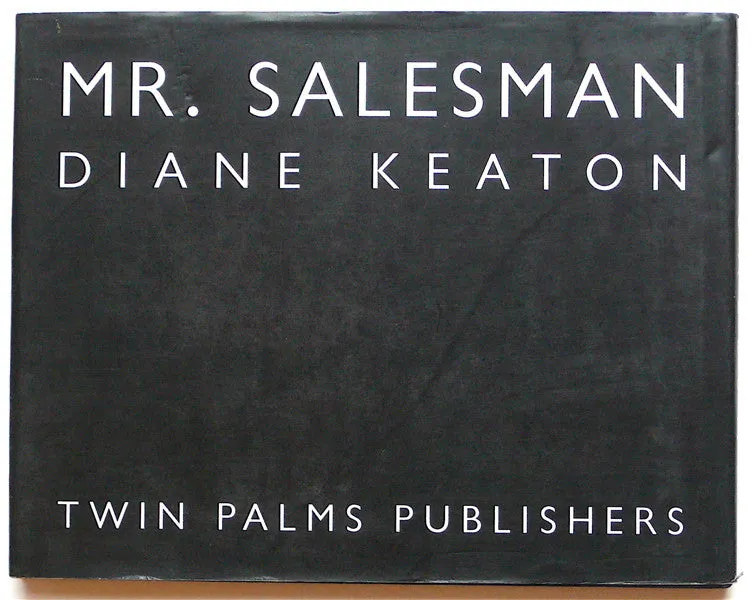 MR. SALESMAN
DIANE KEATON
TWIN PALMS PUBLISHERS